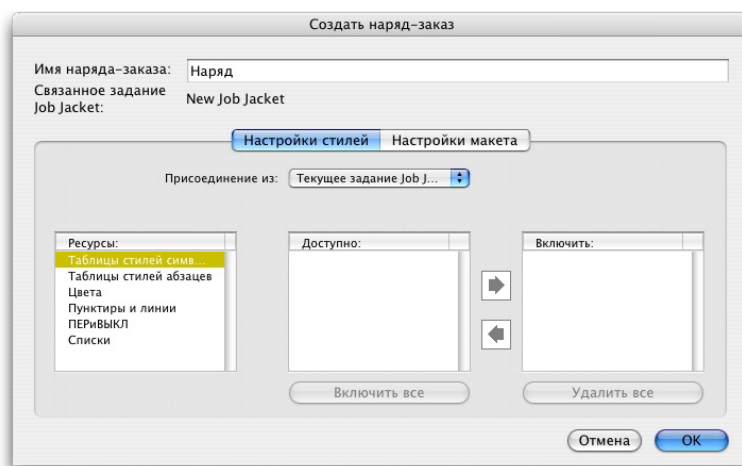 Создать наряд-заказ
Имя наряда-заказа: Наряд
Связанное задание
Job Jacket: New Job Jacket
Настройки стилей Настройки макета
Присоединение из: Текущее задание Job J...
Ресурсы: Доступно: Включить:
Таблицы стилей симв...
Таблицы стилей абзацев
Цвета
Пунктиры и линии
ПЕРиВЫКЛ
Списки
Включить все Удалить все
Отмена OK